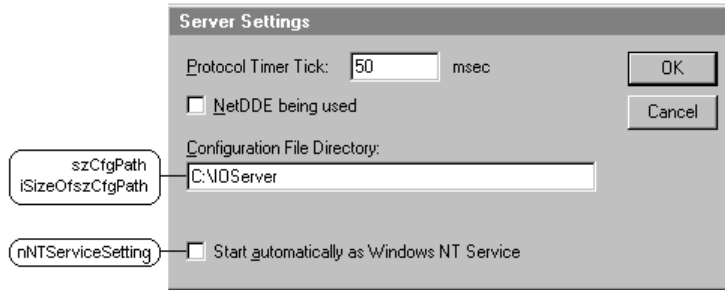 Server Settings
Protocol Timer Tick: 50 msec
OK
NetDDE being used
Cancel
Configuration File Directory:
szCfgPath
iSizeOfszCfgPath
C:\IOServer
nNTServiceSetting
Start automatically as Windows NT Service